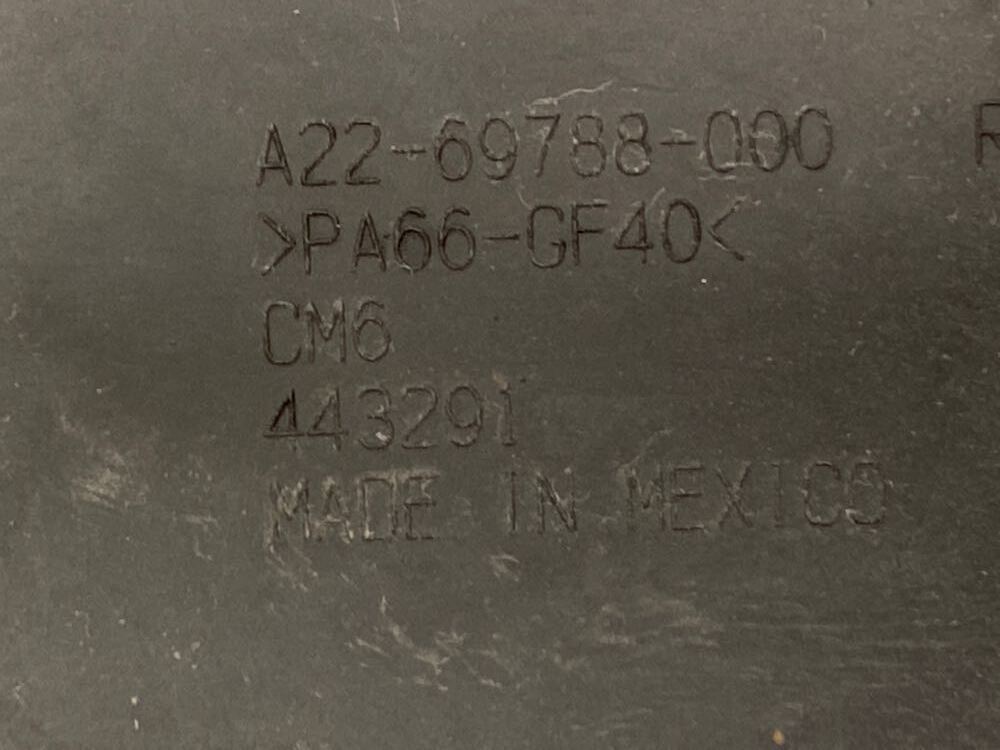 A22-69788-000
>PA66-GF40<
CM6
443291
MADE IN MEXICO